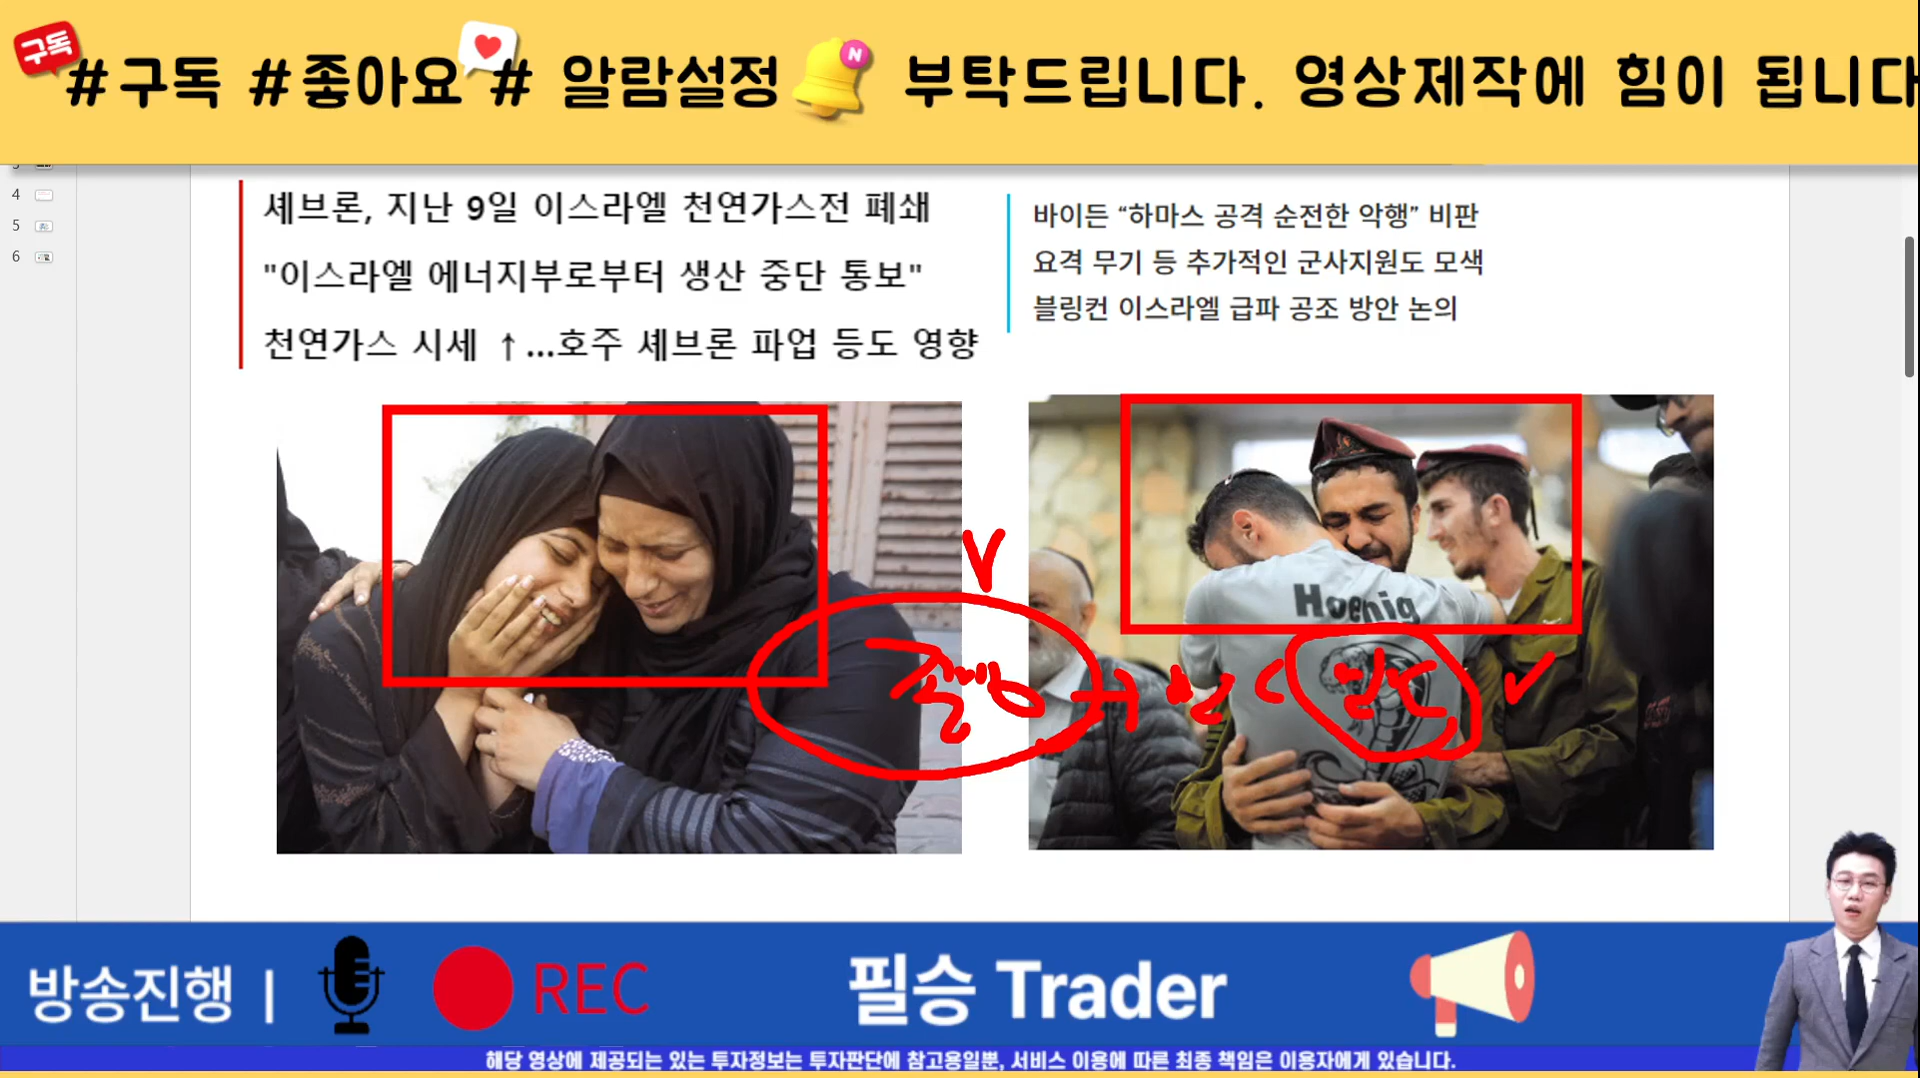 구독
#구독 #좋아요 # 알람설정 N 부탁드립니다. 영상제작에 힘이 됩니다
4
5
6
셰브론, 지난 9일 이스라엘 천연가스전 폐쇄
"이스라엘 에너지부로부터 생산 중단 통보"
천연가스 시세 ↑...호주 셰브론 파업 등도 영향
바이든 “하마스 공격 순전한 악행” 비판
요격 무기 등 추가적인 군사지원도 모색
블링컨 이스라엘 급파 공조 방안 논의
Hoenig
방송진행 | REC 필승 Trader
해당 영상에 제공되는 있는 투자정보는 투자판단에 참고용일뿐, 서비스 이용에 따른 최종 책임은 이용자에게 있습니다.